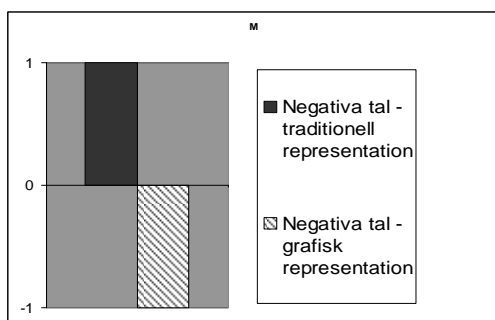 M
1
0
-1
Negativa tal -
traditionell
representation
Negativa tal -
grafisk
representation